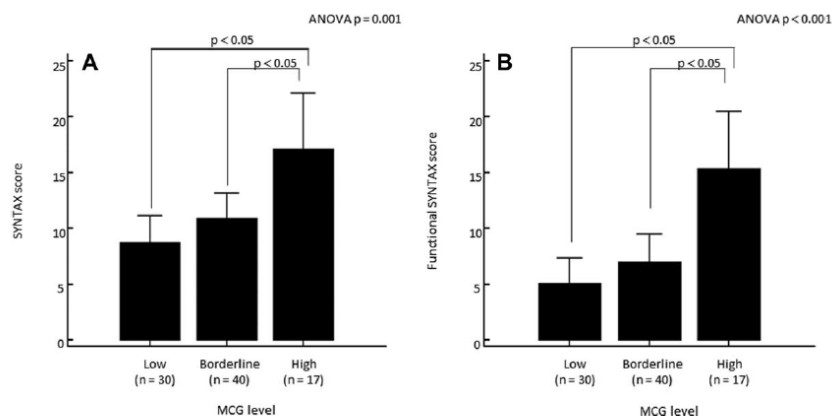 ANOVA p = 0.001
A
p < 0.05
p < 0.05
25
20
15
10
5
0
SYNTAX score
Low
(n = 30)
Borderline
(n = 40)
High
(n = 17)
MCG level
ANOVA p < 0.001
B
p < 0.05
p < 0.05
25
20
15
10
5
0
Functional SYNTAX score
Low
(n = 30)
Borderline
(n = 40)
High
(n = 17)
MCG level